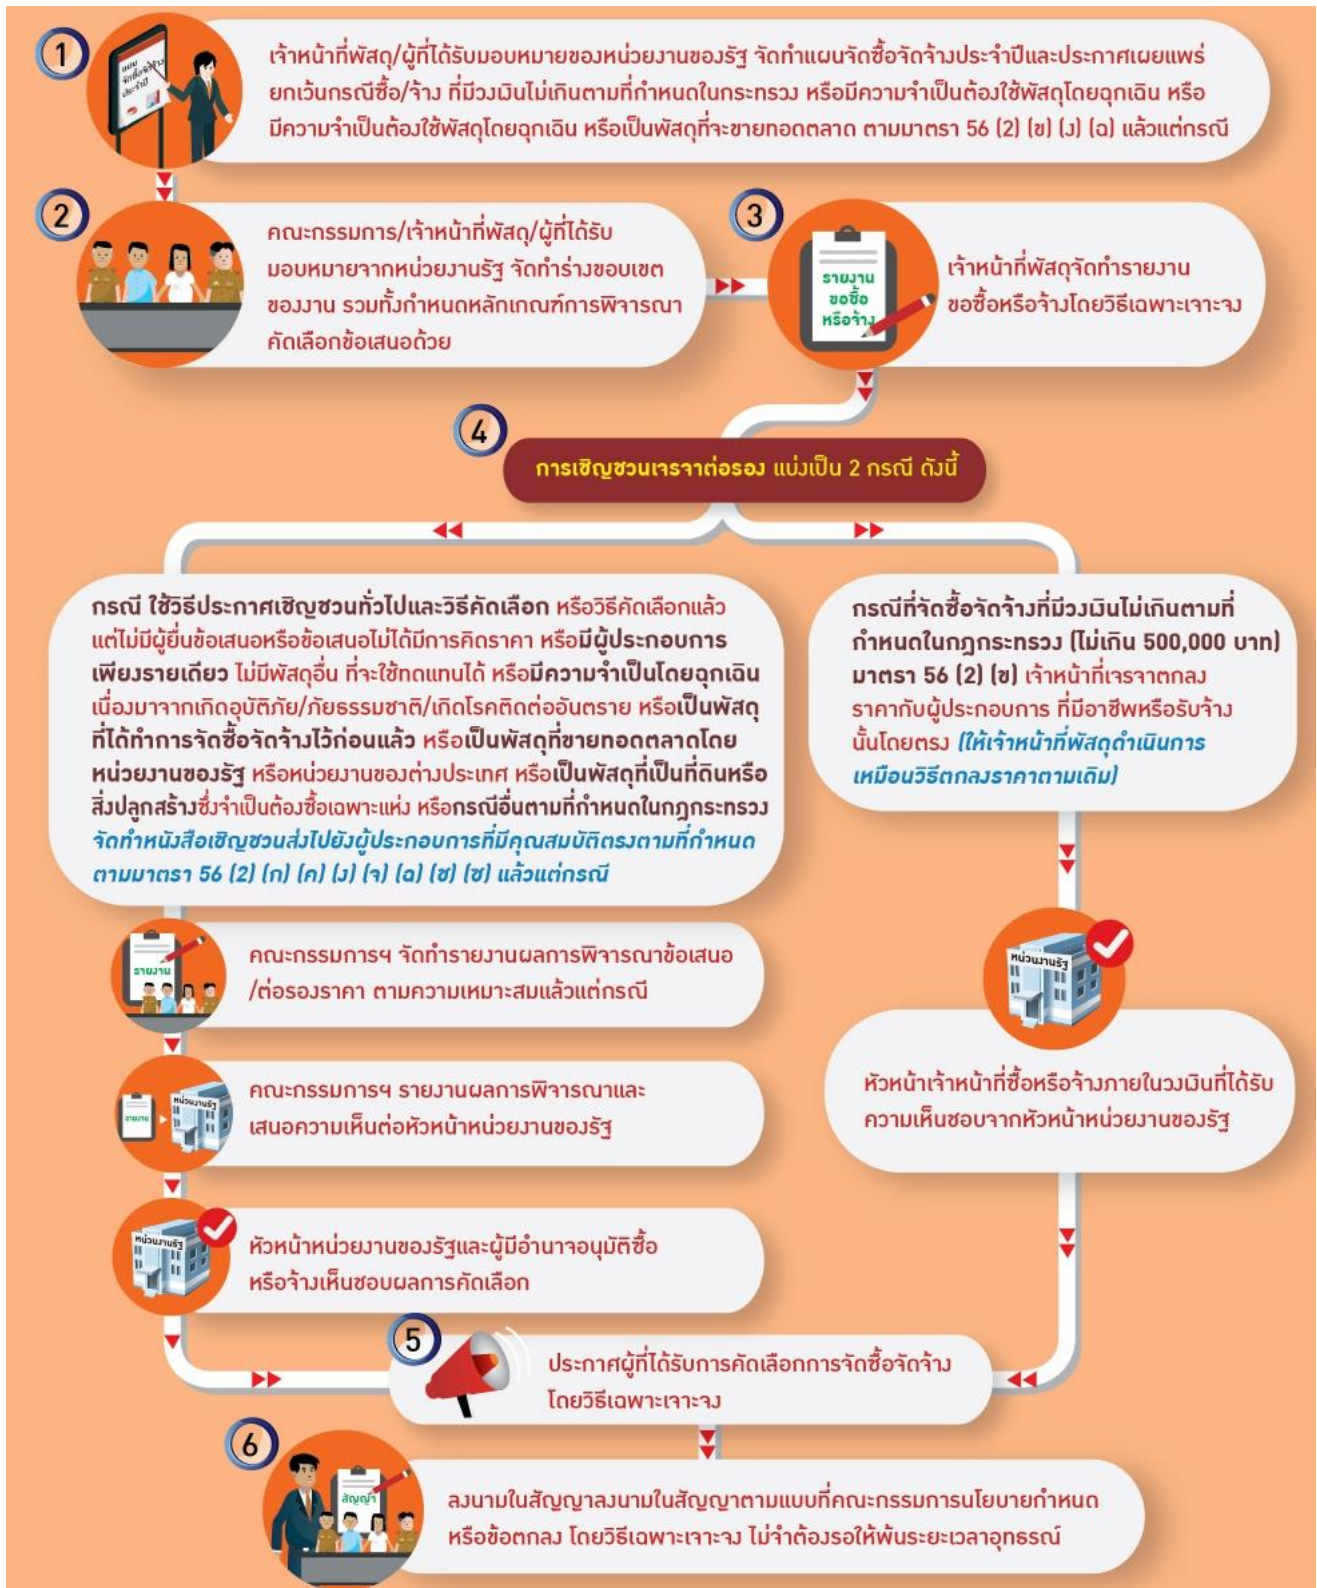 1
แผน
จัดซื้อจัดจ้าง
ประจำปี
เจ้าหน้าที่พัสดุ/ผู้ที่ได้รับมอบหมายของหน่วยงานของรัฐ จัดทำแผนจัดซื้อจัดจ้างประจำปีและประกาศเผยแพร่
ยกเว้นกรณีซื้อ/จ้าง ที่มีวงเงินไม่เกินตามที่กำหนดในกระทรวง หรือมีความจำเป็นต้องใช้พัสดุโดยฉุกเฉิน หรือ
มีความจำเป็นต้องใช้พัสดุโดยฉุกเฉิน หรือเป็นพัสดุที่จะขายทอดตลาด ตามมาตรา 56 (2) (ข) (ง) (ฉ) แล้วแต่กรณี
2
คณะกรรมการ/เจ้าหน้าที่พัสดุ/ผู้ที่ได้รับ
มอบหมายจากหน่วยงานรัฐ จัดทำร่างขอบเขต
ของงาน รวมทั้งกำหนดหลักเกณฑ์การพิจารณา
คัดเลือกข้อเสนอด้วย
3
รายงาน
ขอซื้อ
หรือจ้าง
เจ้าหน้าที่พัสดุจัดทำรายงาน
ขอซื้อหรือจ้างโดยวิธีเฉพาะเจาะจง
4
การเชิญชวนเจรจาต่อรอง แบ่งเป็น 2 กรณี ดังนี้
กรณี ใช้วิธีประกาศเชิญชวนทั่วไปและวิธีคัดเลือก หรือวิธีคัดเลือกแล้ว
แต่ไม่มีผู้ยื่นข้อเสนอหรือข้อเสนอไม่ได้มีการคิดราคา หรือมีผู้ประกอบการ
เพียงรายเดียว ไม่มีพัสดุอื่น ที่จะใช้ทดแทนได้ หรือมีความจำเป็นโดยฉุกเฉิน
เนื่องมาจากเกิดอุบัติภัย/ภัยธรรมชาติ/เกิดโรคติดต่ออันตราย หรือเป็นพัสดุ
ที่ได้ทำการจัดซื้อจัดจ้างไว้ก่อนแล้ว หรือเป็นพัสดุที่ขายทอดตลาดโดย
หน่วยงานของรัฐ หรือหน่วยงานของต่างประเทศ หรือเป็นพัสดุที่เป็นที่ดินหรือ
สิ่งปลูกสร้างซึ่งจำเป็นต้องซื้อเฉพาะแห่ง หรือกรณีอื่นตามที่กำหนดในกฎกระทรวง
จัดทำหนังสือเชิญชวนส่งไปยังผู้ประกอบการที่มีคุณสมบัติตรงตามที่กำหนด
ตามมาตรา 56 (2) (ก) (ค) (ง) (จ) (ฉ) (ช) (ซ) แล้วแต่กรณี
กรณีที่จัดซื้อจัดจ้างที่มีวงเงินไม่เกินตามที่
กำหนดในกฎกระทรวง (ไม่เกิน 500,000 บาท)
มาตรา 56 (2) (ข) เจ้าหน้าที่เจรจาตกลง
ราคากับผู้ประกอบการ ที่มีอาชีพหรือรับจ้าง
นั้นโดยตรง (ให้เจ้าหน้าที่พัสดุดำเนินการ
เหมือนวิธีตกลงราคาตามเดิม)
รายงาน
คณะกรรมการฯ จัดทำรายงานผลการพิจารณาข้อเสนอ
/ต่อรองราคา ตามความเหมาะสมแล้วแต่กรณี
รายงาน
หน่วยงานรัฐ
คณะกรรมการฯ รายงานผลการพิจารณาและ
เสนอความเห็นต่อหัวหน้าหน่วยงานของรัฐ
หน่วยงานรัฐ
หัวหน้าหน่วยงานของรัฐและผู้มีอำนาจอนุมัติซื้อ
หรือจ้างเห็นชอบผลการคัดเลือก
หน่วยงานรัฐ
หัวหน้าเจ้าหน้าที่ซื้อหรือจ้างภายในวงเงินที่ได้รับ
ความเห็นชอบจากหัวหน้าหน่วยงานของรัฐ
5
ประกาศผู้ที่ได้รับการคัดเลือกการจัดซื้อจัดจ้าง
โดยวิธีเฉพาะเจาะจง
6
สัญญา
ลงนามในสัญญาลงนามในสัญญาตามแบบที่คณะกรรมการนโยบายกำหนด
หรือข้อตกลง โดยวิธีเฉพาะเจาะจง ไม่จำต้องรอให้พ้นระยะเวลาอุทธรณ์